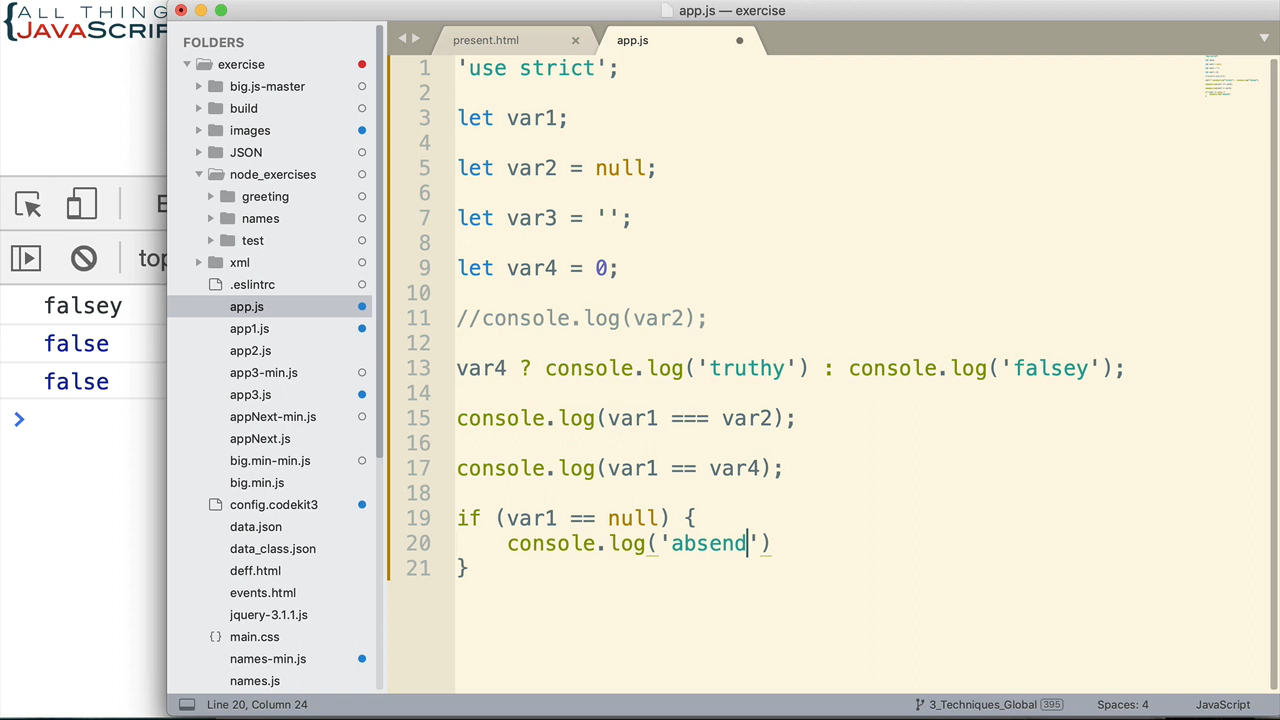 {ALL THING
JAVASCRIPT
app.js — exercise
FOLDERS
exercise
big.js-master
build
images
JSON
node_exercises
greeting
names
test
xml
.eslintrc
app.js
app1.js
app2.js
app3-min.js
app3.js
appNext-min.js
appNext.js
big.min-min.js
big.min.js
config.codekit3
data.json
data_class.json
deff.html
events.html
jquery-3.1.1.js
main.css
names-min.js
names.js
present.html
app.js
1 'use strict';
2
3 let var1;
4
5 let var2 = null;
6
7 let var3 = '';
8
9 let var4 = 0;
10
11 //console.log(var2);
12
13 var4 ? console.log('truthy') : console.log('falsey');
14
15 console.log(var1 === var2);
16
17 console.log(var1 == var4);
18
19 if (var1 == null) {
20 console.log('absend')
21 }
top
falsey
false
false
Line 20, Column 24
3_Techniques_Global 395
Spaces: 4
JavaScript